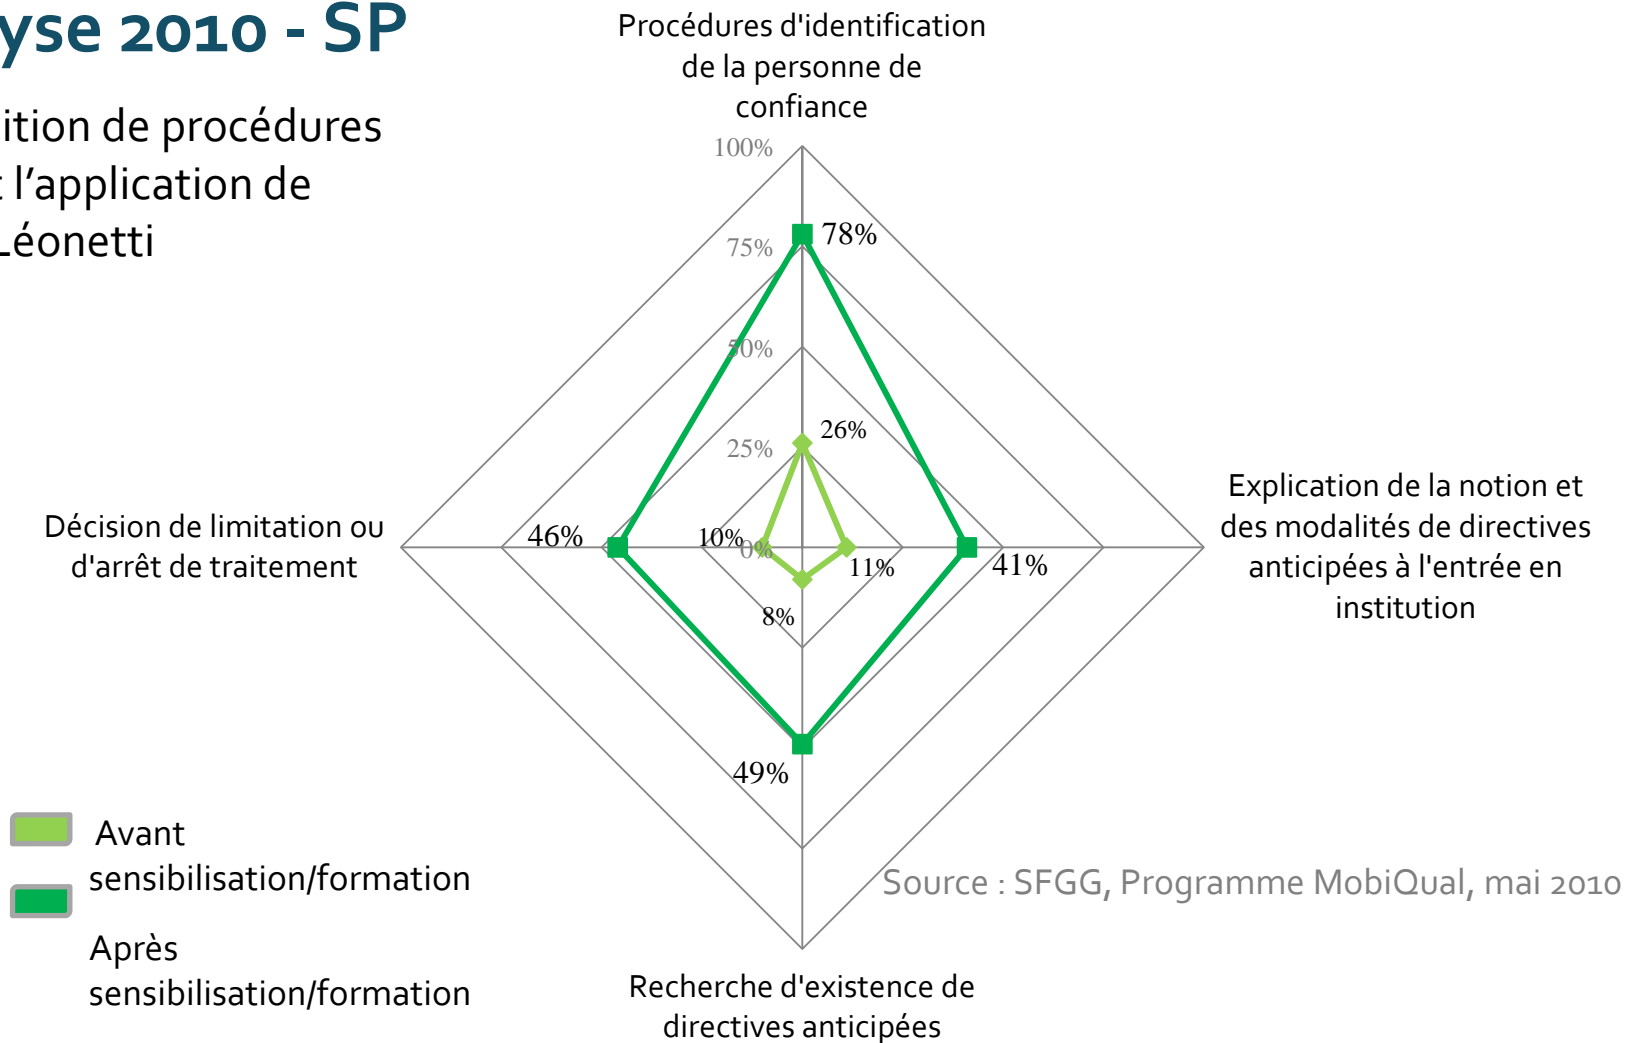 yse 2010 - SP
ition de procédures
t l’application de
Léonetti
Procédures d'identification
de la personne de
confiance
100%
75%
50%
25%
0%
78%
26%
Explication de la notion et
des modalités de directives
anticipées à l'entrée en
institution
41%
11%
Décision de limitation ou
d'arrêt de traitement
46%
10%
8%
49%
Recherche d'existence de
directives anticipées
Avant
sensibilisation/formation
Après
sensibilisation/formation
Source : SFGG, Programme MobiQual, mai 2010